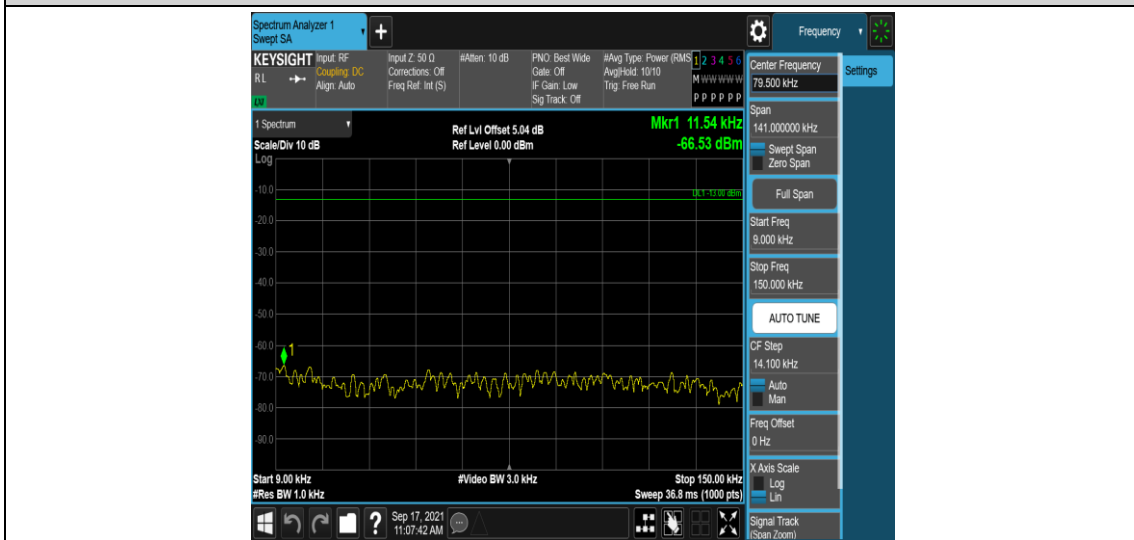 Spectrum Analyzer 1
Swept SA
+
Frequency
KEYSIGHT
RL
LXI
Input: RF
Coupling: DC
Align: Auto
Input Z: 50 Ω
Corrections: Off
Freq Ref: Int (S)
#Atten: 10 dB
PNO: Best Wide
Gate: Off
IF Gain: Low
Sig Track: Off
#Avg Type: Power (RMS
Avg|Hold: 10/10
Trig: Free Run
1 2 3 4 5 6
M W W W W W
P P P P P P
1 Spectrum
Scale/Div 10 dB
Ref Lvl Offset 5.04 dB
Ref Level 0.00 dBm
Mkr1 11.54 kHz
-66.53 dBm
Log
DL1 -13.00 dBm
-10.0
-20.0
-30.0
-40.0
-50.0
-60.0
1
-70.0
-80.0
-90.0
Start 9.00 kHz
#Res BW 1.0 kHz
#Video BW 3.0 kHz
Stop 150.00 kHz
Sweep 36.8 ms (1000 pts)
Center Frequency
79.500 kHz
Settings
Span
141.000000 kHz
Swept Span
Zero Span
Full Span
Start Freq
9.000 kHz
Stop Freq
150.000 kHz
AUTO TUNE
CF Step
14.100 kHz
Auto
Man
Freq Offset
0 Hz
X Axis Scale
Log
Lin
Signal Track
(Span Zoom)
?
Sep 17, 2021
11:07:42 AM